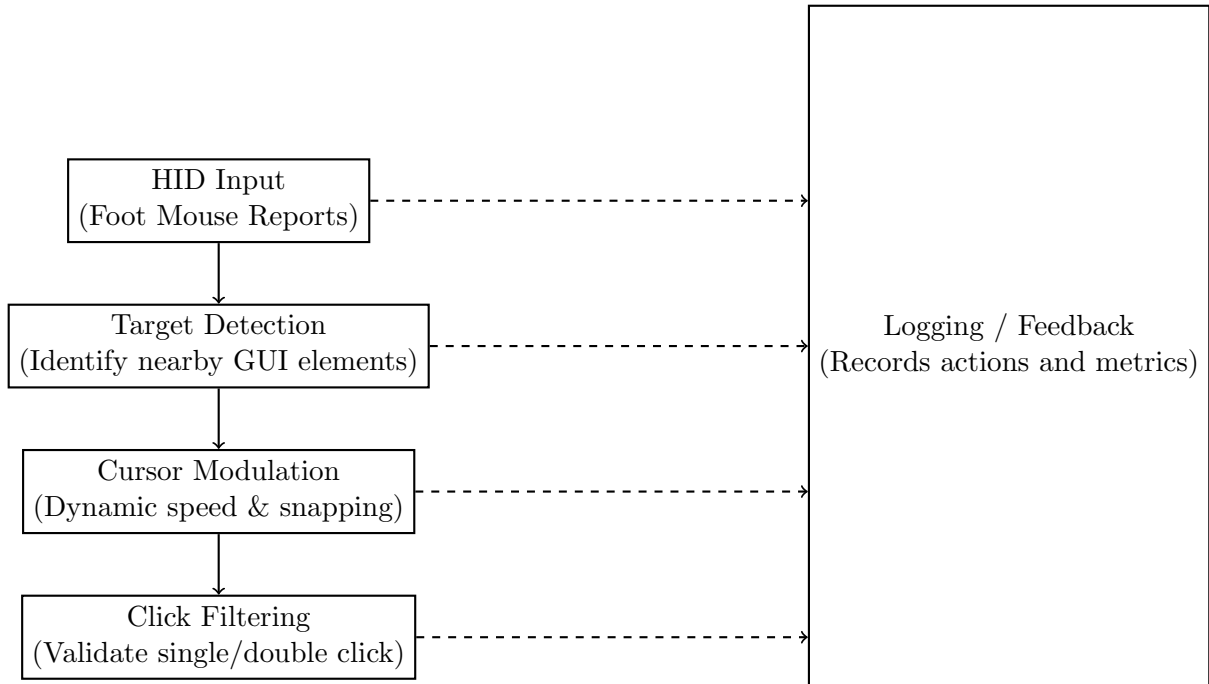 HID Input
(Foot Mouse Reports)
Target Detection
(Identify nearby GUI elements)
Cursor Modulation
(Dynamic speed & snapping)
Click Filtering
(Validate single/double click)
Logging / Feedback
(Records actions and metrics)